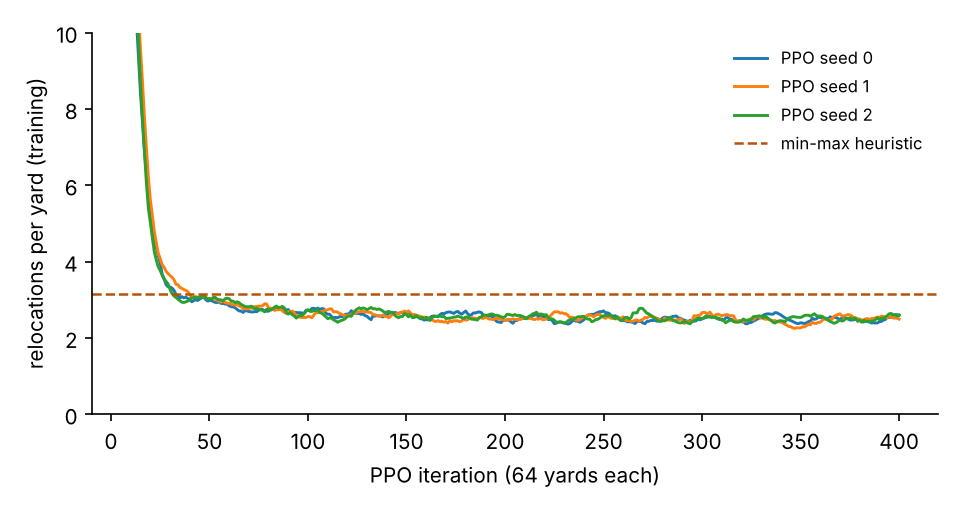 10
8
6
4
2
0
relocations per yard (training)
PPO seed 0
PPO seed 1
PPO seed 2
min-max heuristic
0 50 100 150 200 250 300 350 400
PPO iteration (64 yards each)